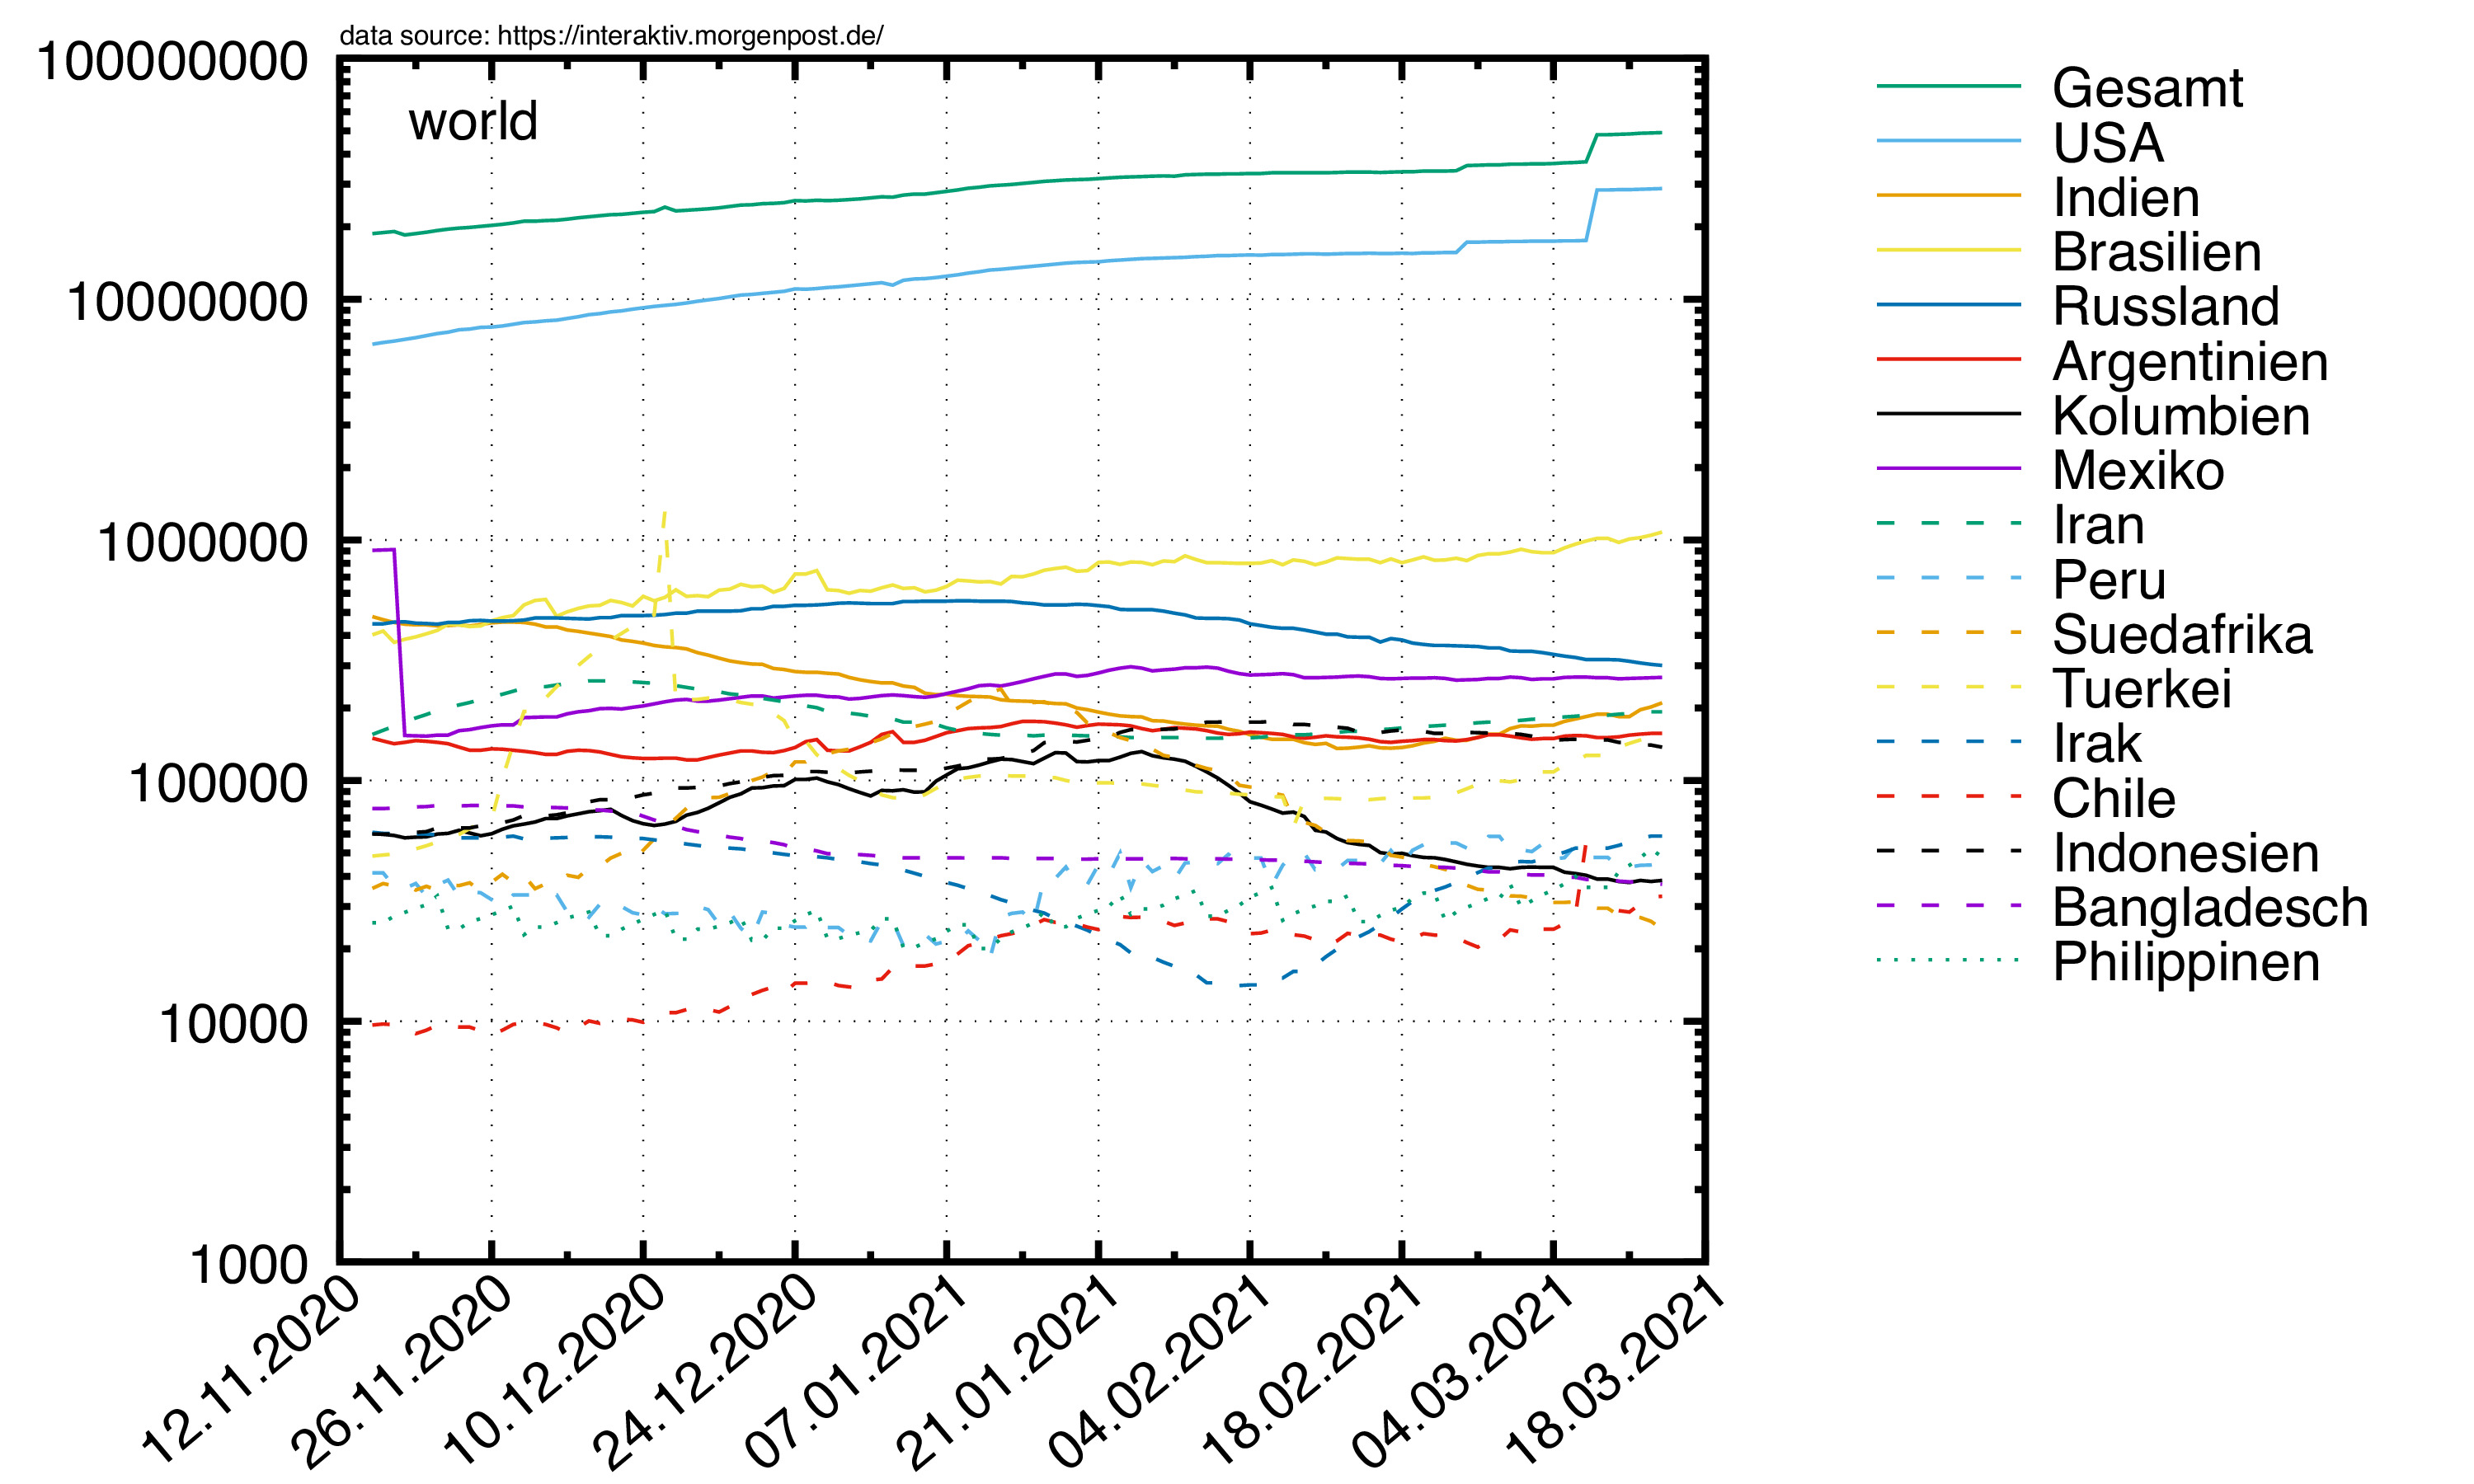 data source: https://interaktiv.morgenpost.de/
world
100000000
10000000
1000000
100000
10000
1000
12.11.2020
26.11.2020
10.12.2020
24.12.2020
07.01.2021
21.01.2021
04.02.2021
18.02.2021
04.03.2021
18.03.2021
Gesamt
USA
Indien
Brasilien
Russland
Argentinien
Kolumbien
Mexiko
Iran
Peru
Suedafrika
Tuerkei
Irak
Chile
Indonesien
Bangladesch
Philippinen